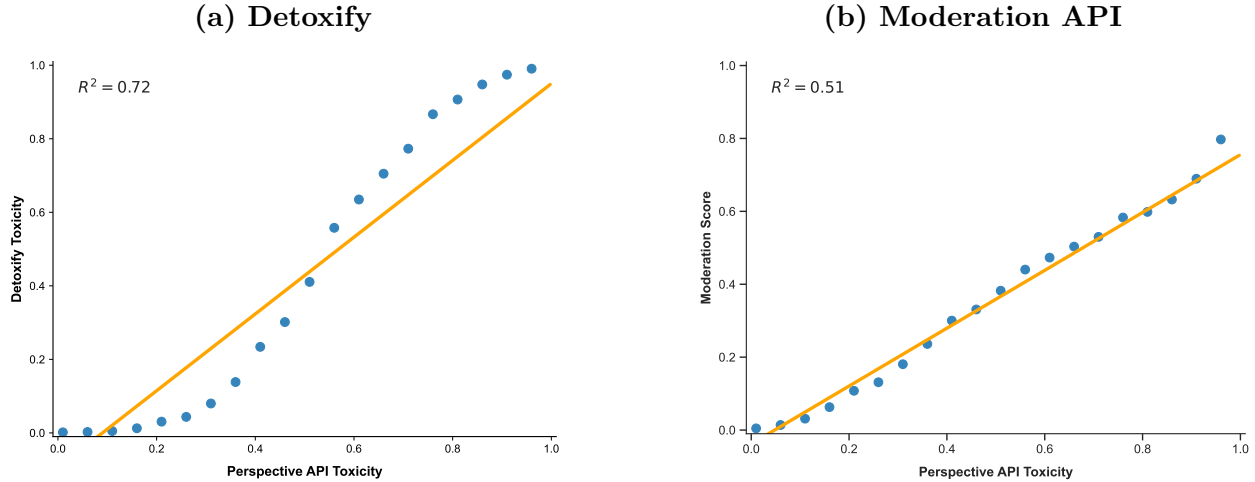 (a) Detoxify
R² = 0.72
1.0
0.8
0.6
0.4
0.2
0.0
Detoxify Toxicity
0.0 0.2 0.4 0.6 0.8 1.0
Perspective API Toxicity
(b) Moderation API
R² = 0.51
1.0
0.8
0.6
0.4
0.2
0.0
Moderation Score
0.0 0.2 0.4 0.6 0.8 1.0
Perspective API Toxicity